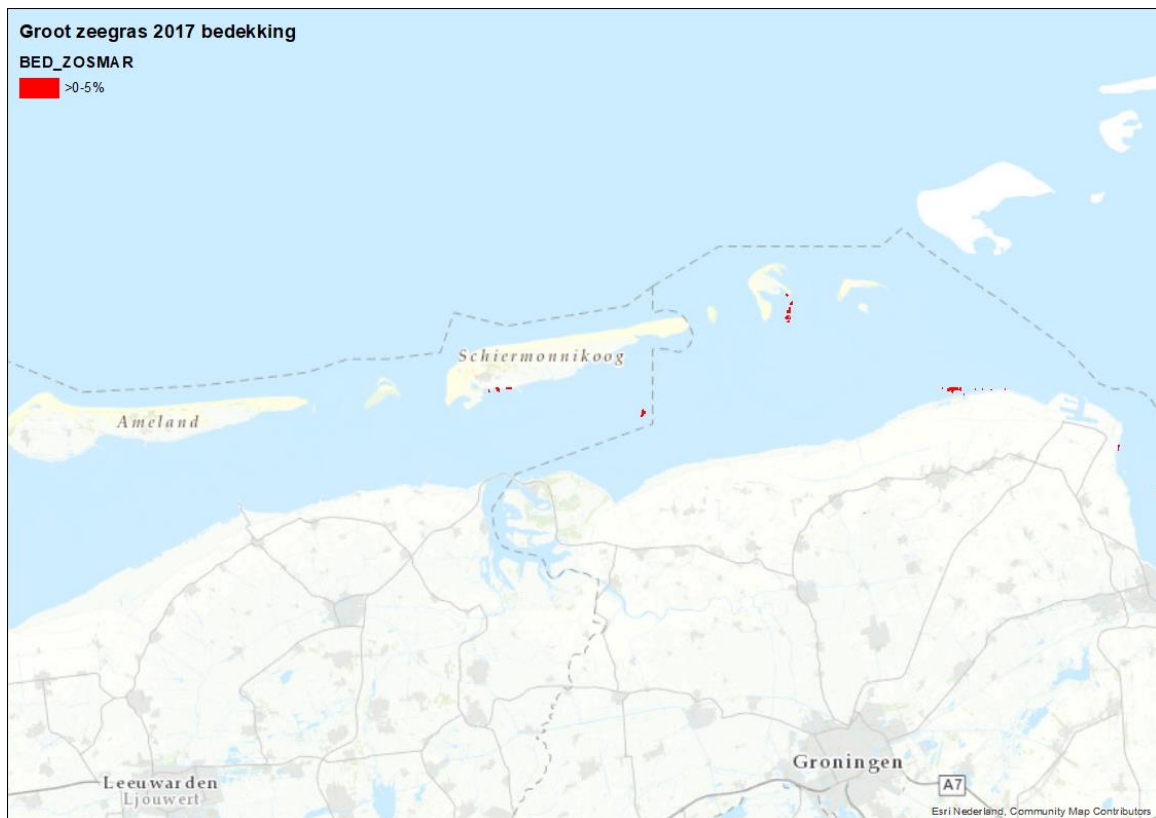 Groot zeegras 2017 bedekking
BED_ZOSMAR
>0-5%
Schiermonnikoog
Ameland
Groningen
Leeuwarden
Ljouwert
A7
Esri Nederland, Community Map Contributors